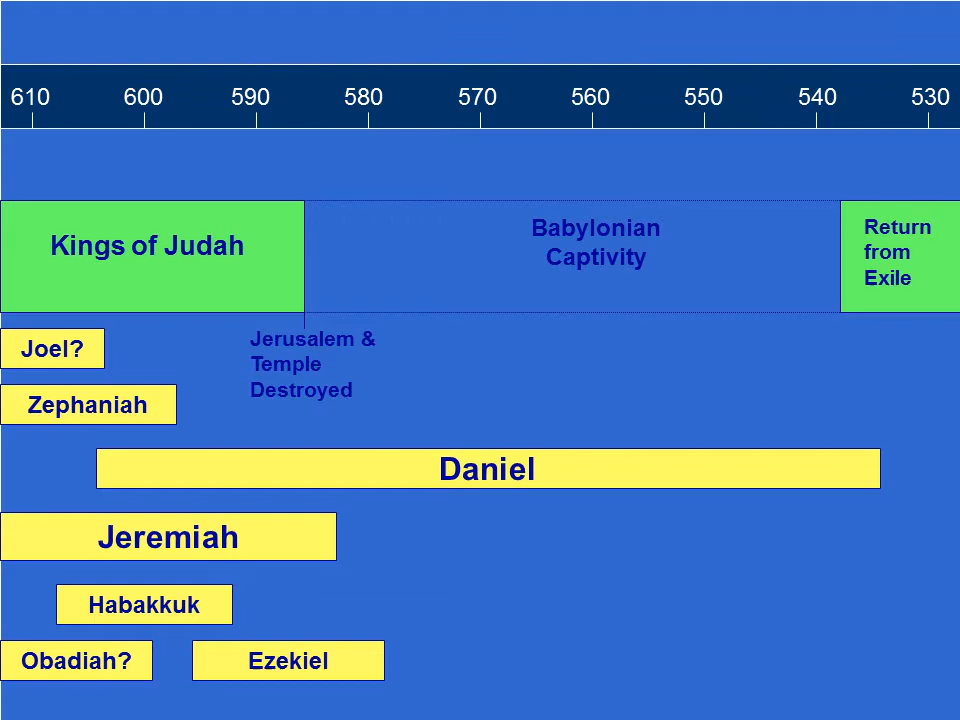 610 600 590 580 570 560 550 540 530
Kings of Judah
Babylonian
Captivity
Return
from
Exile
Jerusalem &
Temple
Destroyed
Joel?
Zephaniah
Daniel
Jeremiah
Habakkuk
Obadiah?
Ezekiel